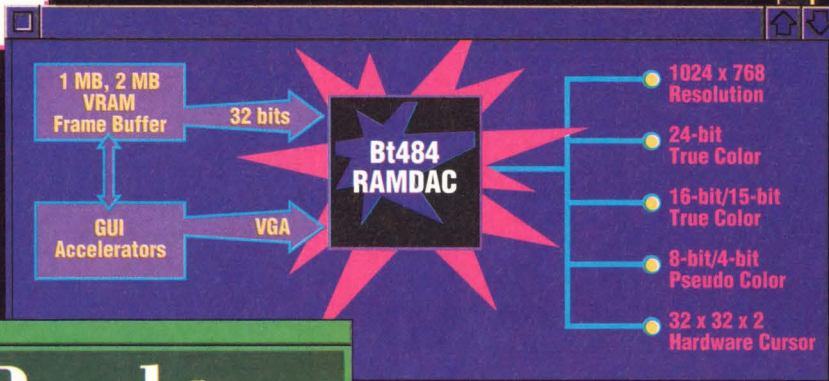 1 MB, 2 MB
VRAM
Frame Buffer
32 bits
GUI
Accelerators
VGA
Bt484
RAMDAC
1024 x 768
Resolution
24-bit
True Color
16-bit/15-bit
True Color
8-bit/4-bit
Pseudo Color
32 x 32 x 2
Hardware Cursor